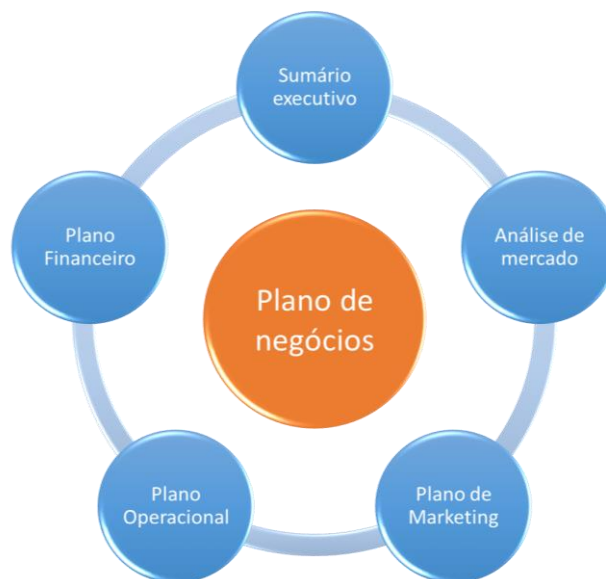 Sumário
executivo
Análise de
mercado
Plano de
Marketing
Plano
Operacional
Plano
Financeiro
Plano de
negócios